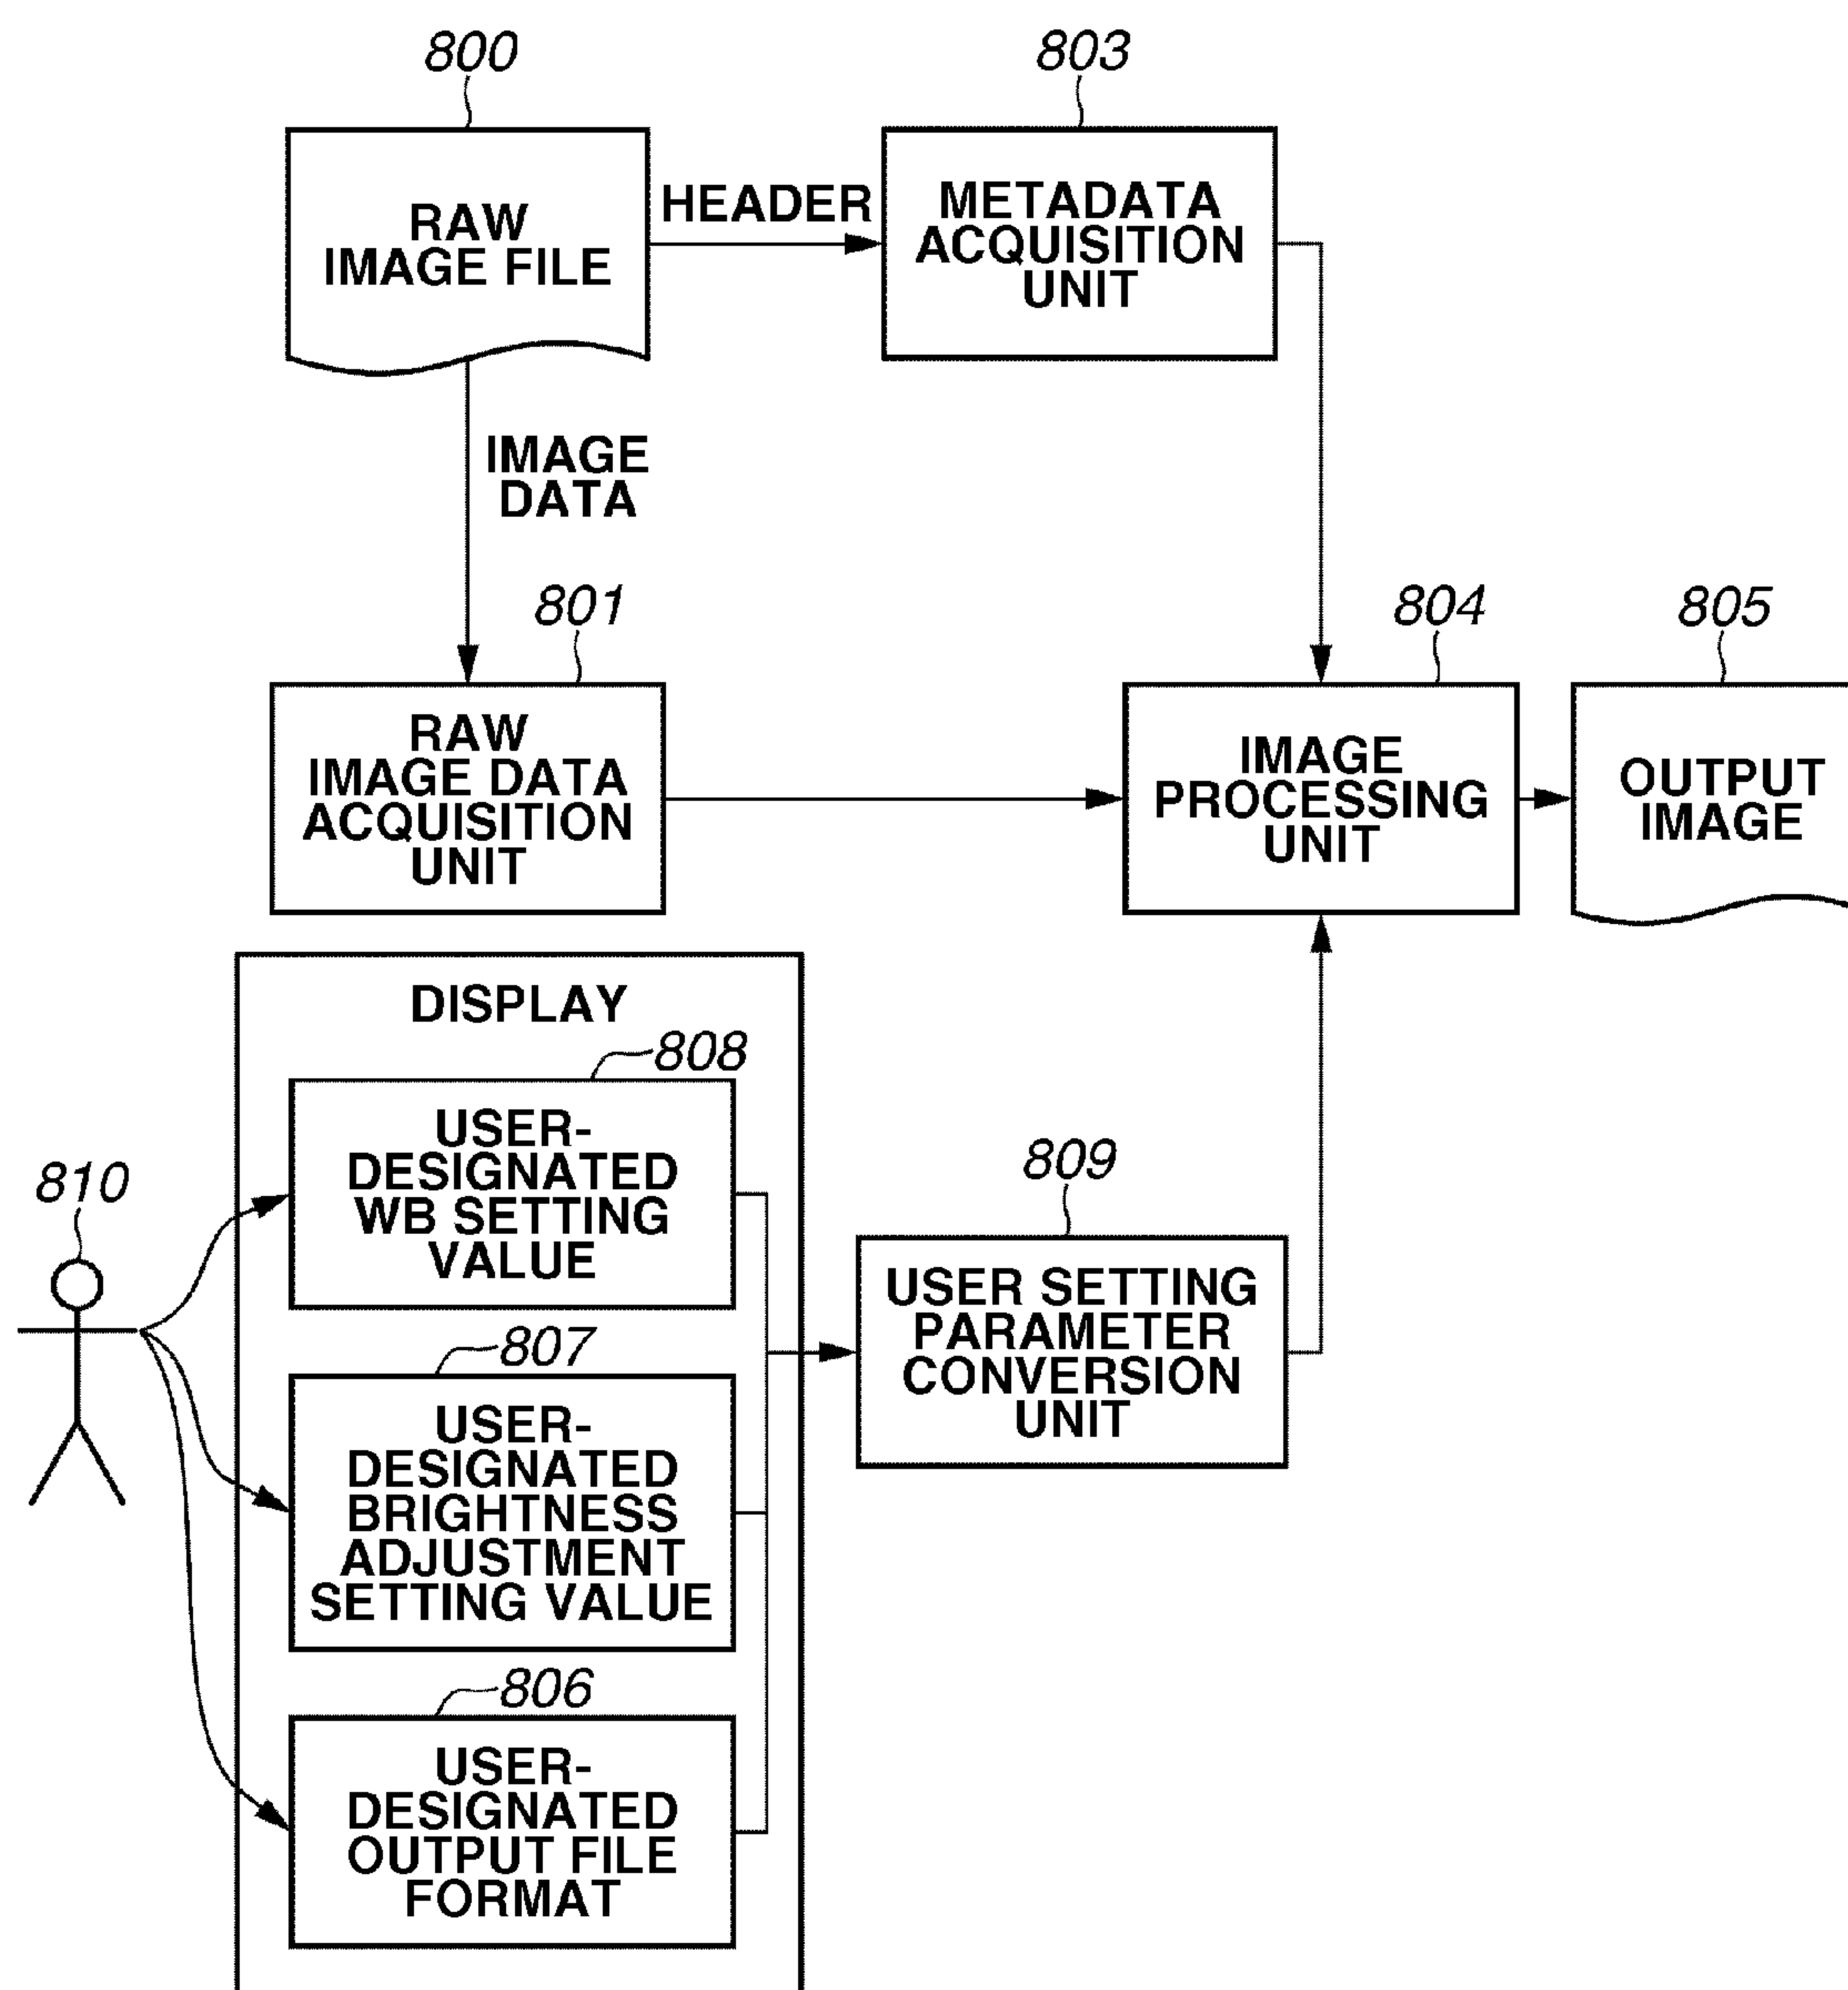 800
803
RAW
IMAGE FILE
HEADER
METADATA
ACQUISITION
UNIT
IMAGE
DATA
801
804
805
RAW
IMAGE DATA
ACQUISITION
UNIT
IMAGE
PROCESSING
UNIT
OUTPUT
IMAGE
DISPLAY
808
USER-
DESIGNATED
WB SETTING
VALUE
810
809
USER SETTING
PARAMETER
CONVERSION
UNIT
807
USER-
DESIGNATED
BRIGHTNESS
ADJUSTMENT
SETTING VALUE
806
USER-
DESIGNATED
OUTPUT FILE
FORMAT